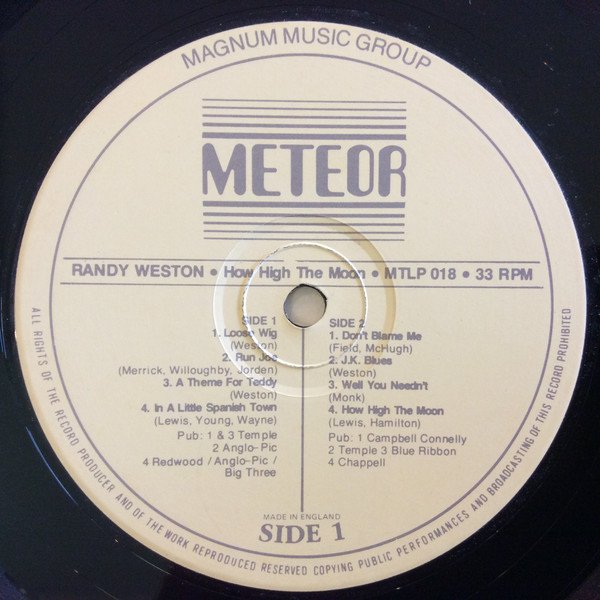 MAGNUM MUSIC GROUP
METEOR
RANDY WESTON • How High The Moon • MTLP 018 • 33 RPM
SIDE 1
1. Loose Wig
(Weston)
2. Run Joe
(Merrick, Willoughby, Jorden)
3. A Theme For Teddy
(Weston)
4. In A Little Spanish Town
(Lewis, Young, Wayne)
Pub: 1 & 3 Temple
2 Anglo-Pic
4 Redwood / Anglo-Pic /
Big Three
SIDE 2
1. Don't Blame Me
(Field, McHugh)
2. J.K. Blues
(Weston)
3. Well You Needn't
(Monk)
4. How High The Moon
(Lewis, Hamilton)
Pub: 1 Campbell Connelly
2 Temple 3 Blue Ribbon
4 Chappell
MADE IN ENGLAND
SIDE 1
ALL RIGHTS OF THE RECORD PRODUCER AND OF THE WORK REPRODUCED RESERVED COPYING PUBLIC PERFORMANCES AND BROADCASTING OF THIS RECORD PROHIBITED